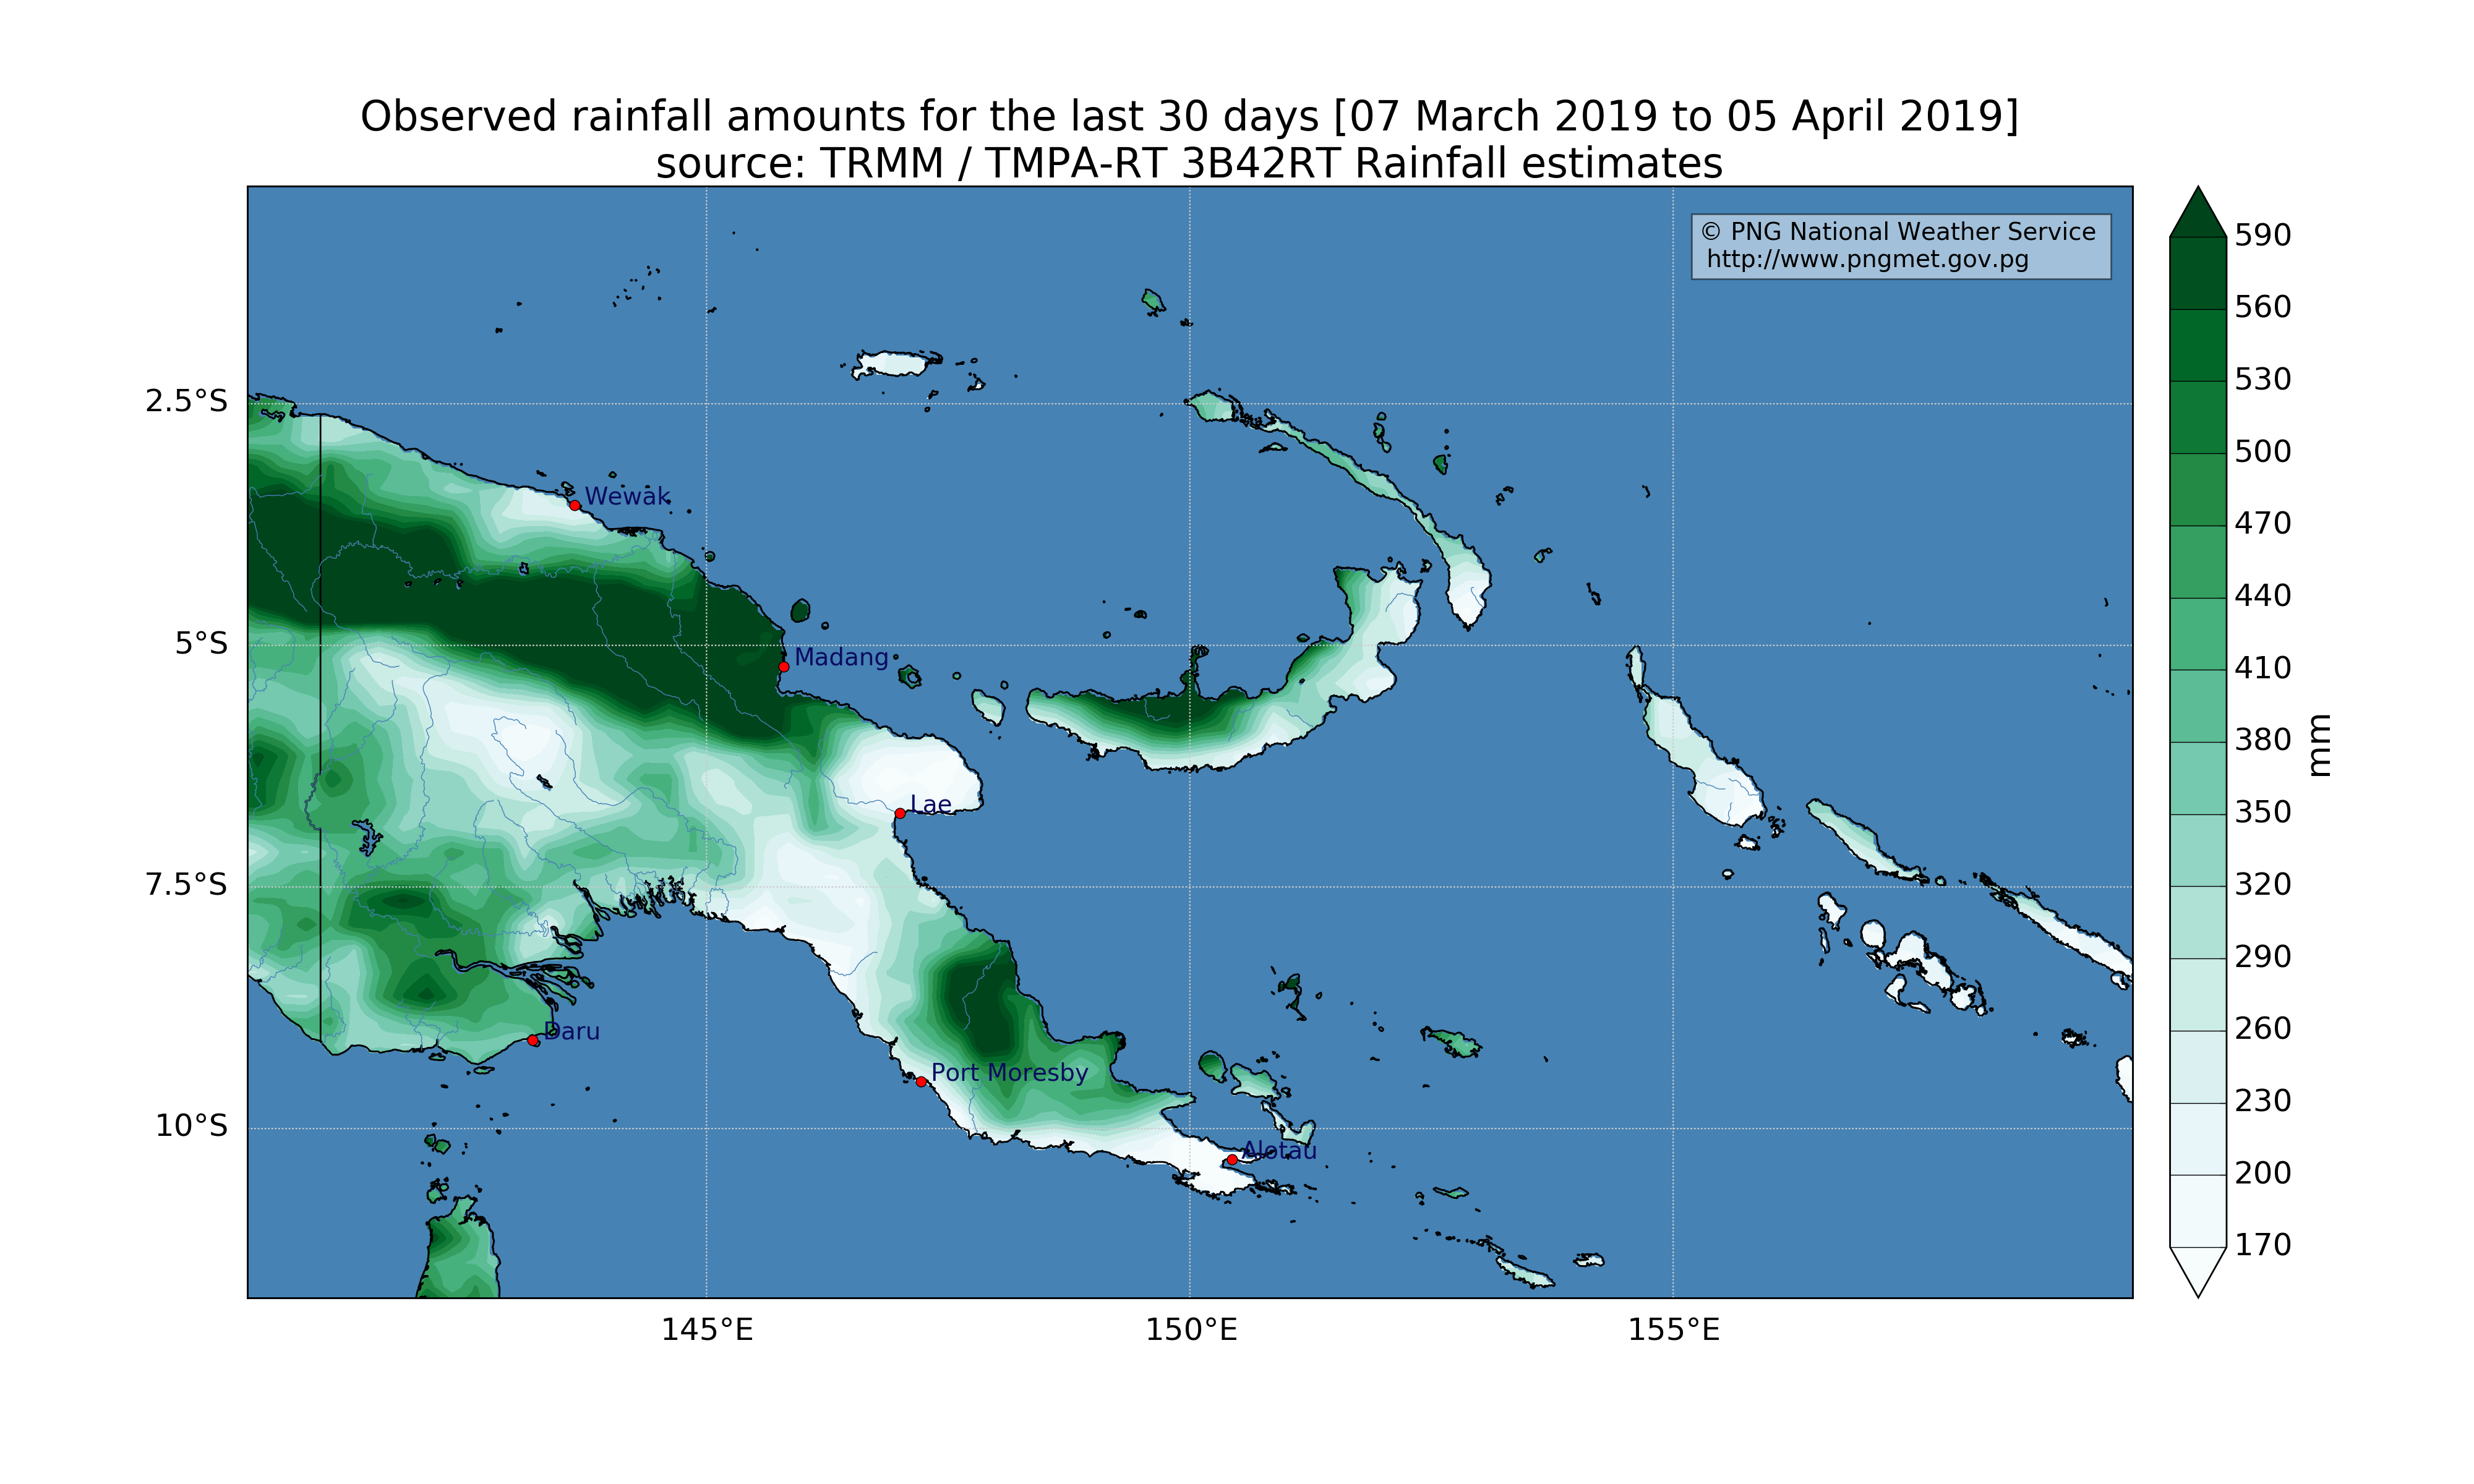 Observed rainfall amounts for the last 30 days [07 March 2019 to 05 April 2019]
source: TRMM / TMPA-RT 3B42RT Rainfall estimates
© PNG National Weather Service
http://www.pngmet.gov.pg
590
560
530
500
470
440
410
380
350
320
290
260
230
200
170
mm
2.5°S
5°S
7.5°S
10°S
Wewak
Madang
Lae
Daru
Port Moresby
Alotau
145°E
150°E
155°E